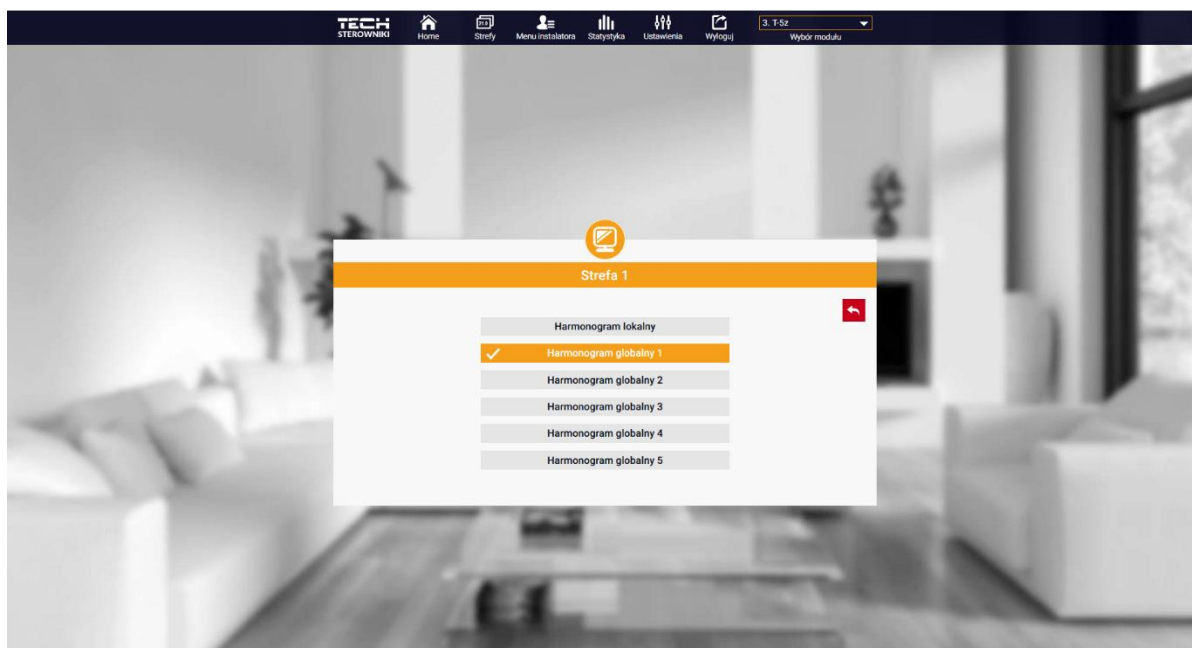 TECH
STEROWNIKI
Home
Strefy
Menu instalatora
Statystyka
Ustawienia
Wyloguj
3. T-5z
Wybór modułu
Strefa 1
Harmonogram lokalny
Harmonogram globalny 1
Harmonogram globalny 2
Harmonogram globalny 3
Harmonogram globalny 4
Harmonogram globalny 5